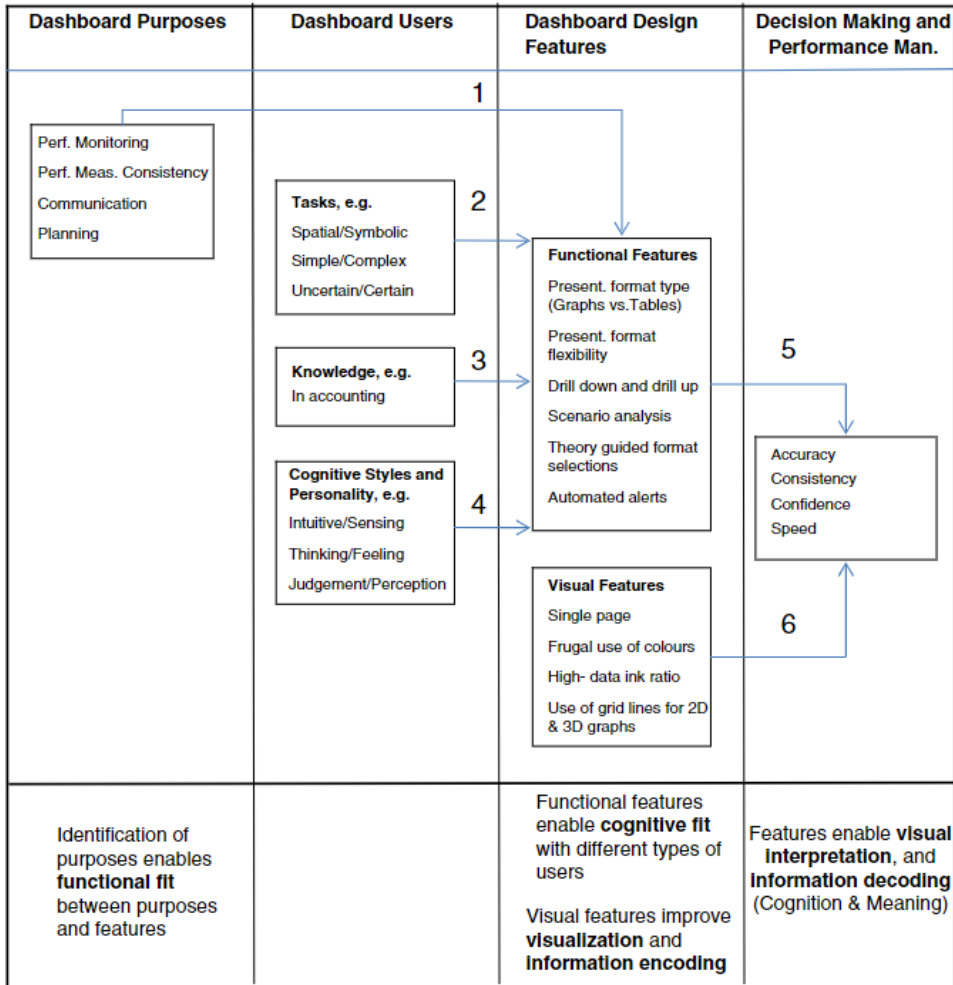 Dashboard Purposes
Dashboard Users
Dashboard Design
Features
Decision Making and
Performance Man.
1
Perf. Monitoring
Perf. Meas. Consistency
Communication
Planning
Tasks, e.g.
Spatial/Symbolic
Simple/Complex
Uncertain/Certain
2
Knowledge, e.g.
In accounting
3
Cognitive Styles and
Personality, e.g.
Intuitive/Sensing
Thinking/Feeling
Judgement/Perception
4
Functional Features
Present. format type
(Graphs vs.Tables)
Present. format
flexibility
Drill down and drill up
Scenario analysis
Theory guided format
selections
Automated alerts
Visual Features
Single page
Frugal use of colours
High- data ink ratio
Use of grid lines for 2D
& 3D graphs
5
Accuracy
Consistency
Confidence
Speed
6
Identification of
purposes enables
functional fit
between purposes
and features
Functional features
enable cognitive fit
with different types of
users
Visual features improve
visualization and
information encoding
Features enable visual
interpretation, and
information decoding
(Cognition & Meaning)